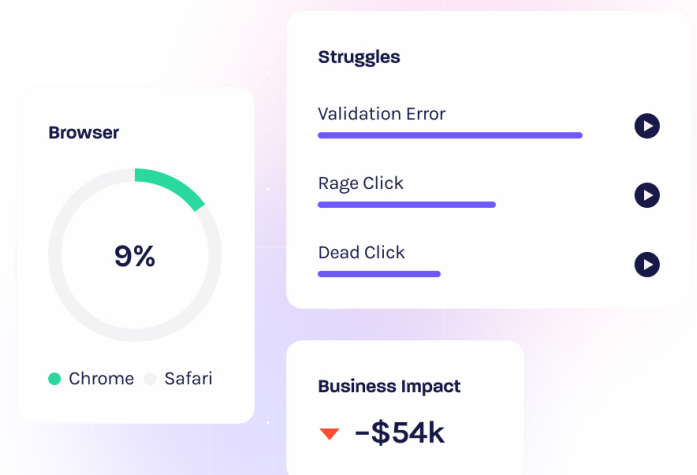 Browser
9%
Chrome Safari
Struggles
Validation Error
Rage Click
Dead Click
Business Impact
-$54k